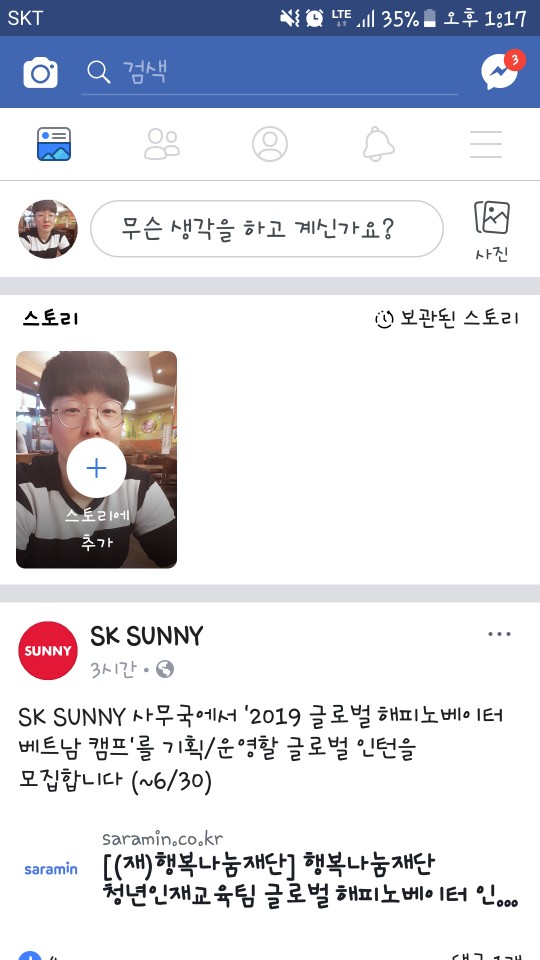 SKT LTE 35% 오후 1:17
검색
3
무슨 생각을 하고 계신가요?
사진
스토리
보관된 스토리
스토리에
추가
SUNNY
SK SUNNY
3시간 •
SK SUNNY 사무국에서 '2019 글로벌 해피노베이터
베트남 캠프'를 기획/운영할 글로벌 인턴을
모집합니다 (~6/30)
saramin.co.kr
saramin
[(재)행복나눔재단] 행복나눔재단
청년인재교육팀 글로벌 해피노베이터 인...